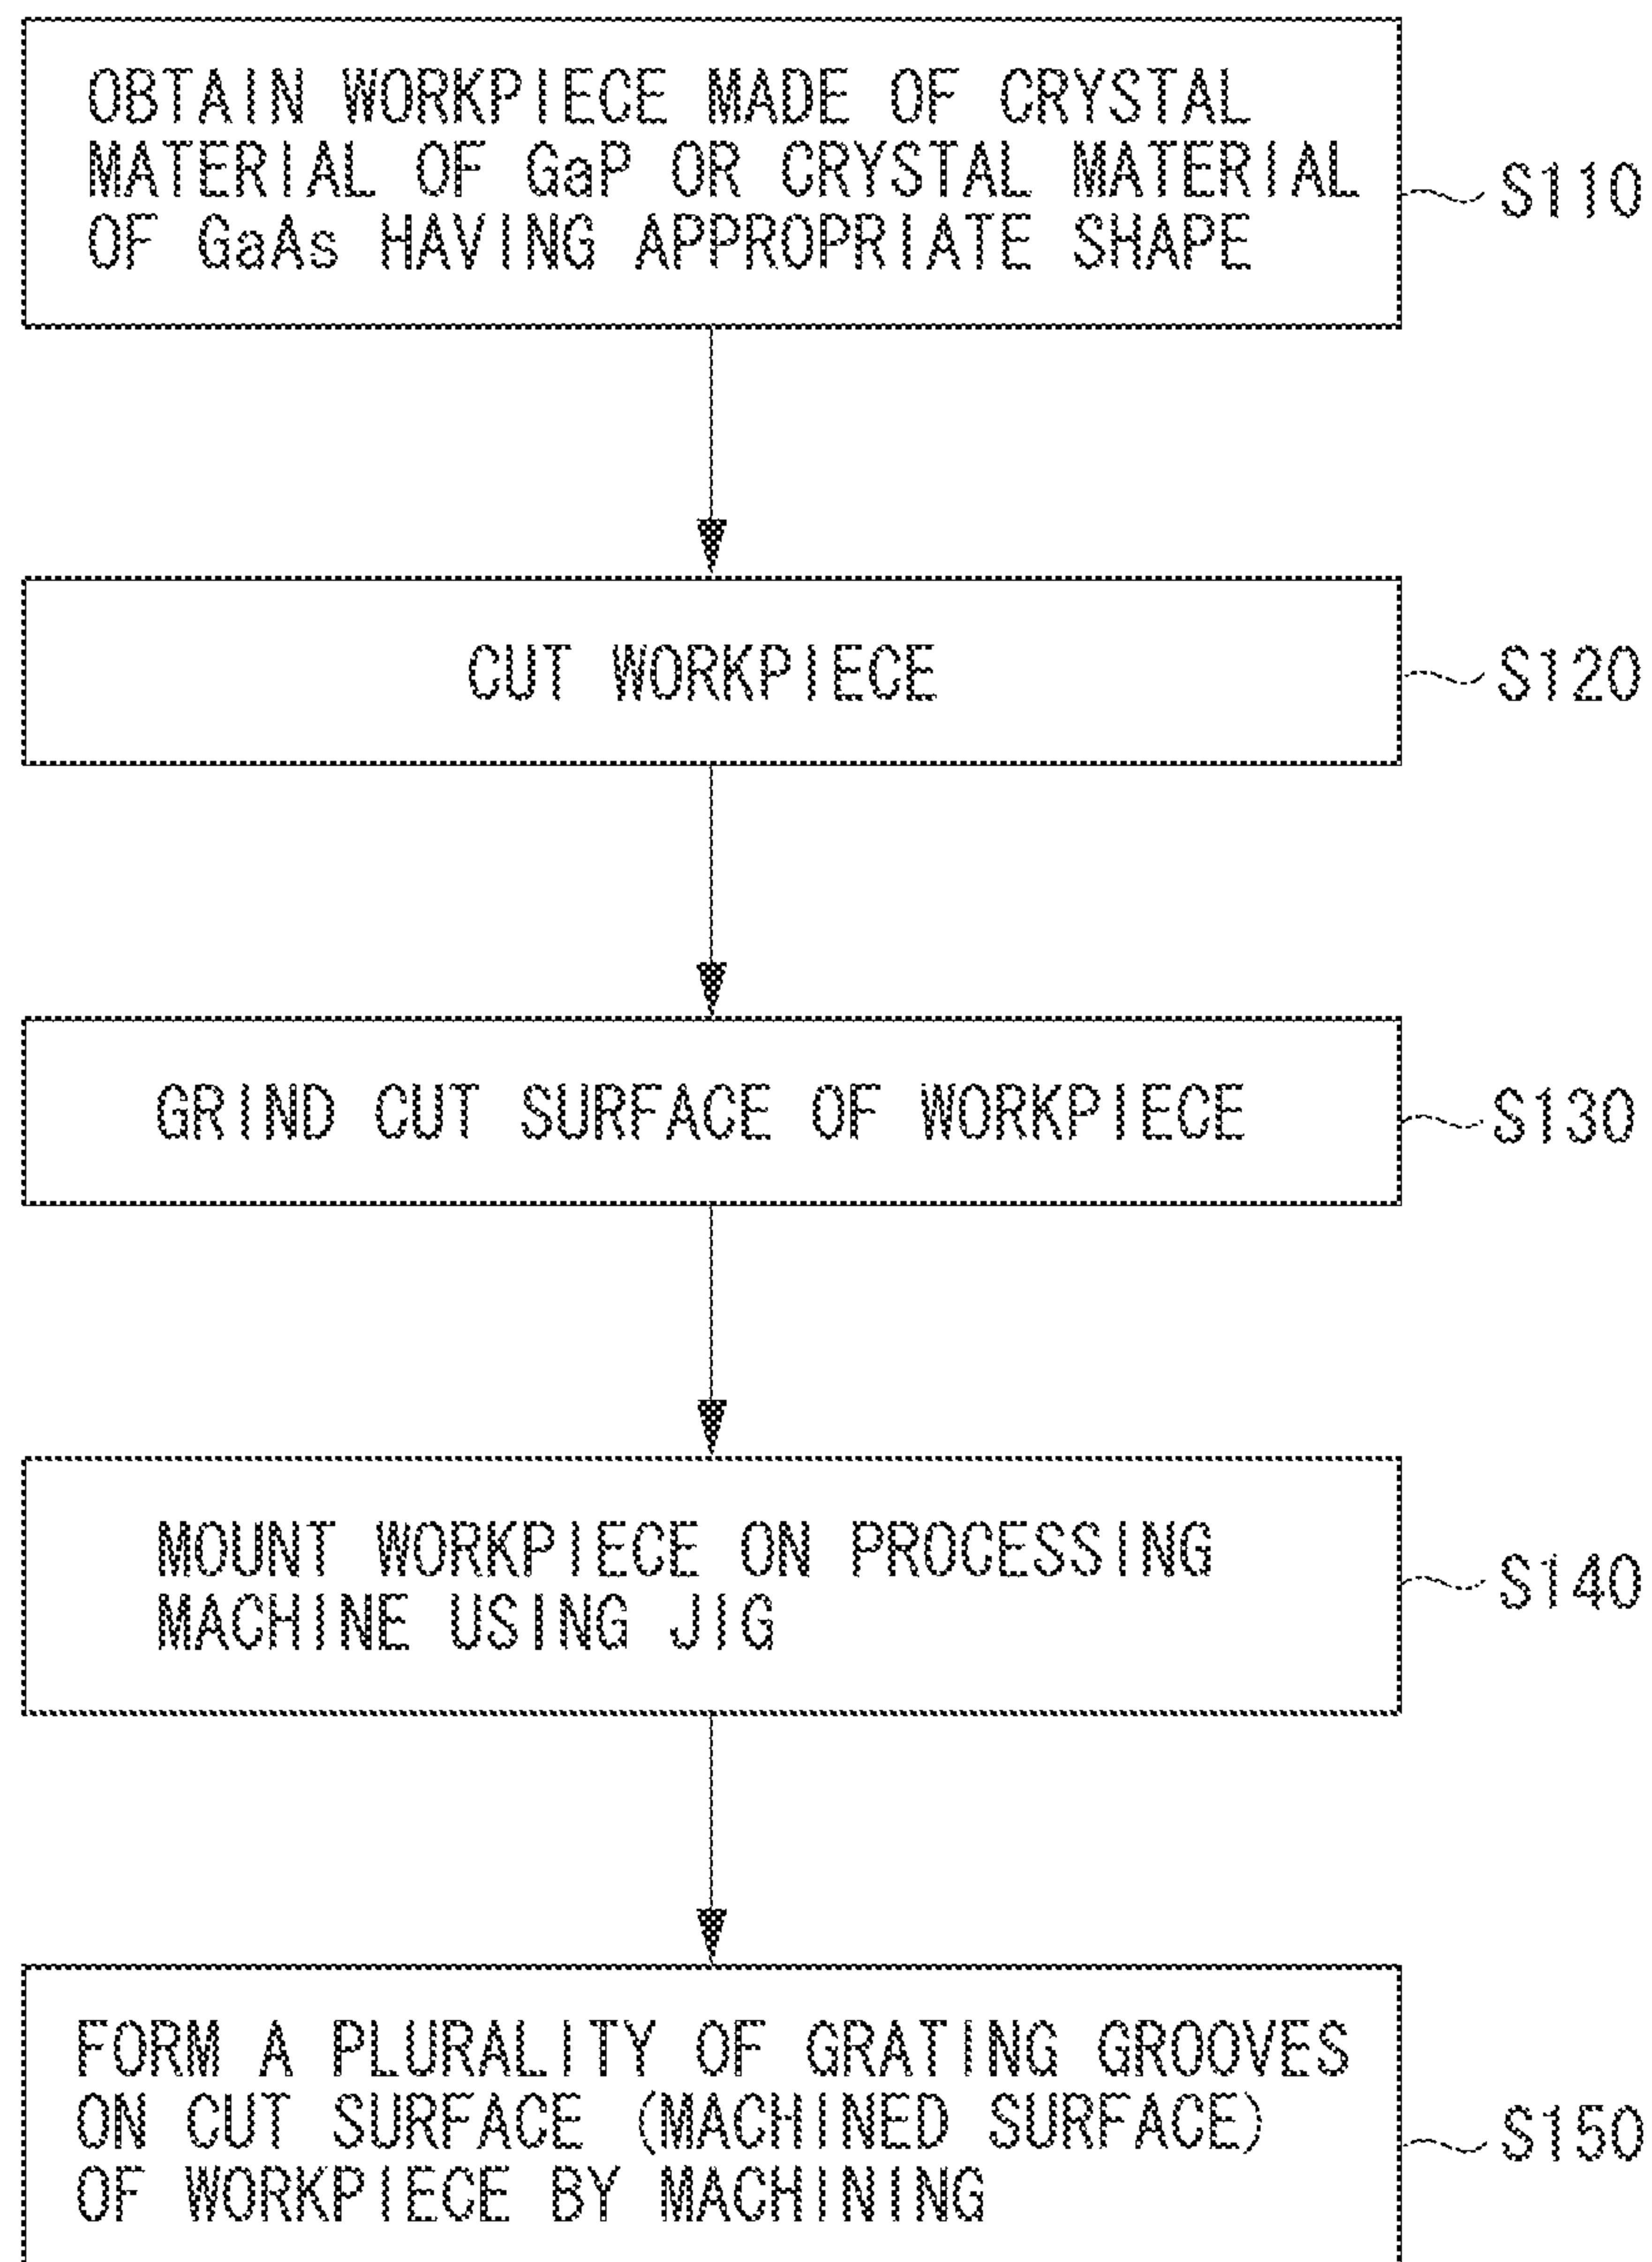 OBTAIN WORKPIECE MADE OF CRYSTAL
MATERIAL OF GaP OR CRYSTAL MATERIAL
OF GaAs HAVING APPROPRIATE SHAPE
S110
CUT WORKPIECE
S120
GRIND CUT SURFACE OF WORKPIECE
S130
MOUNT WORKPIECE ON PROCESSING
MACHINE USING JIG
S140
FORM A PLURALITY OF GRATING GROOVES
ON CUT SURFACE (MACHINED SURFACE)
OF WORKPIECE BY MACHINING
S150